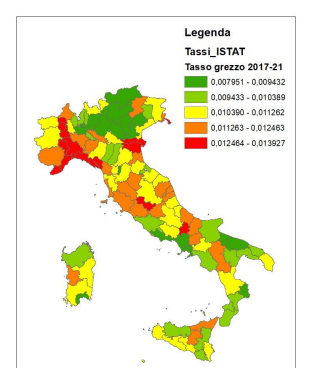 Legenda
Tassi_ISTAT
Tasso grezzo 2017-21
0,007951 - 0,009432
0,009433 - 0,010389
0,010390 - 0,011262
0,011263 - 0,012463
0,012464 - 0,013927